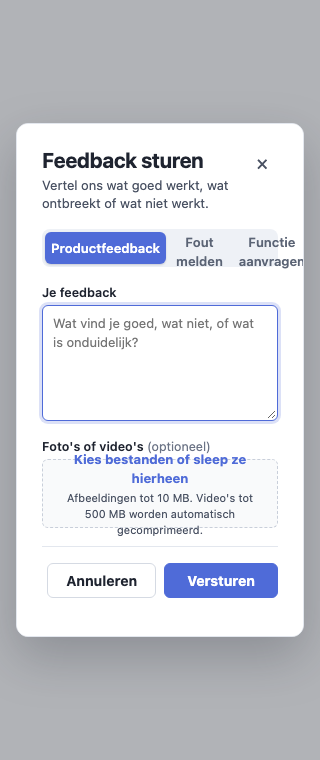 Feedback sturen
×
Vertel ons wat goed werkt, wat
ontbreekt of wat niet werkt.
Productfeedback
Fout
melden
Functie
aanvragen
Je feedback
Wat vind je goed, wat niet, of wat
is onduidelijk?
Foto's of video's (optioneel)
Kies bestanden of sleep ze
hierheen
Afbeeldingen tot 10 MB. Video's tot
500 MB worden automatisch
gecomprimeerd.
Annuleren
Versturen